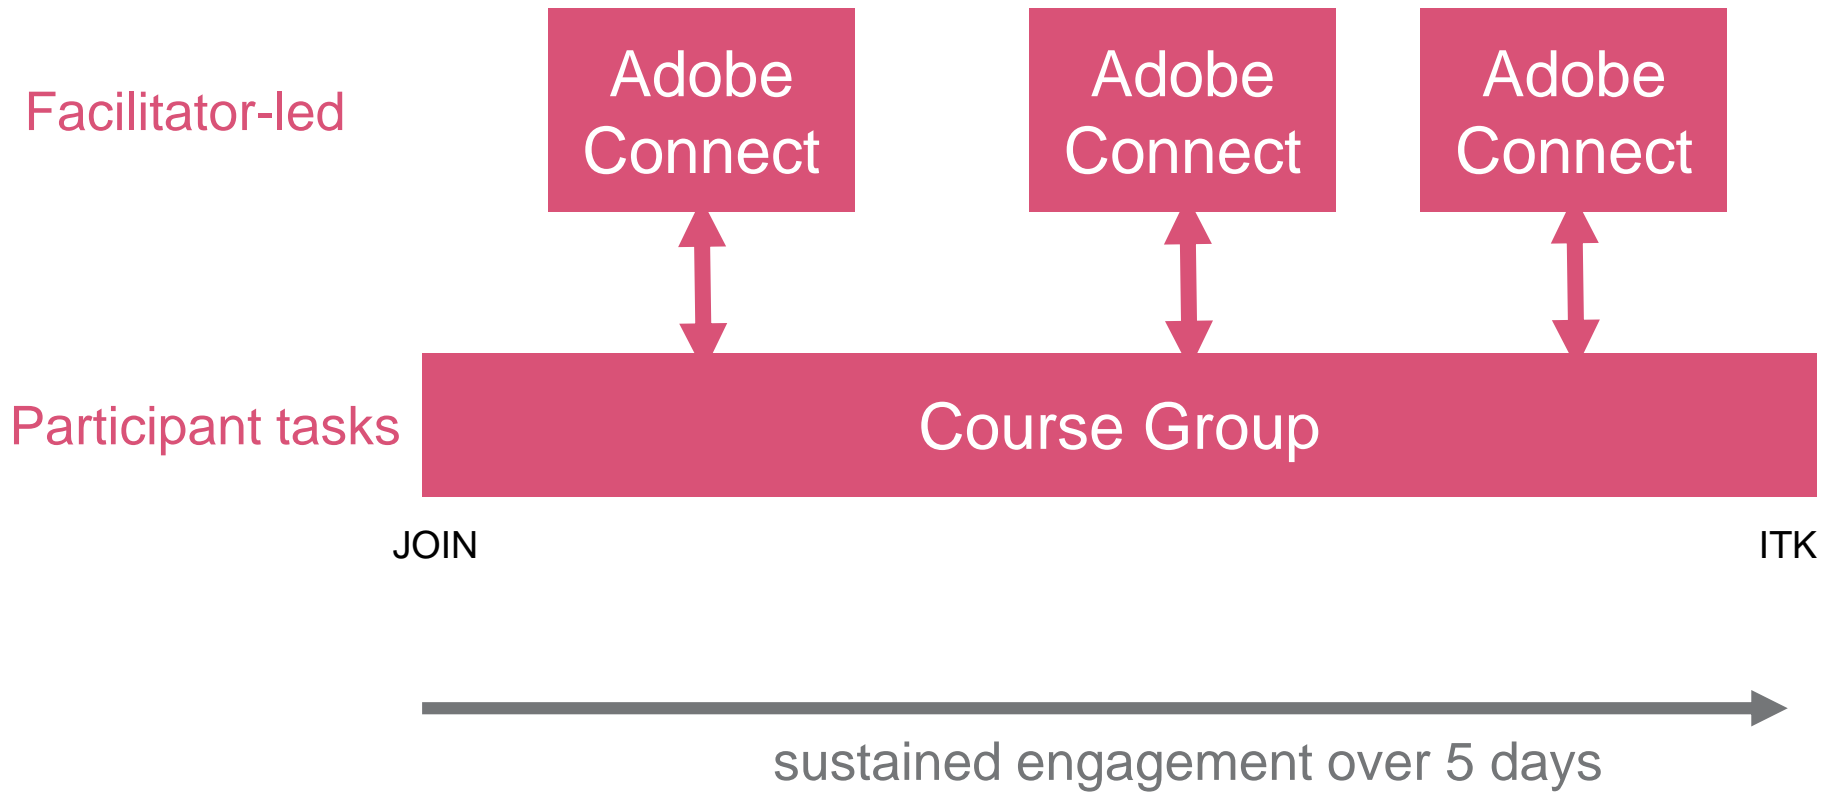 Facilitator-led
Adobe
Connect
Adobe
Connect
Adobe
Connect
Participant tasks
Course Group
JOIN
ITK
sustained engagement over 5 days